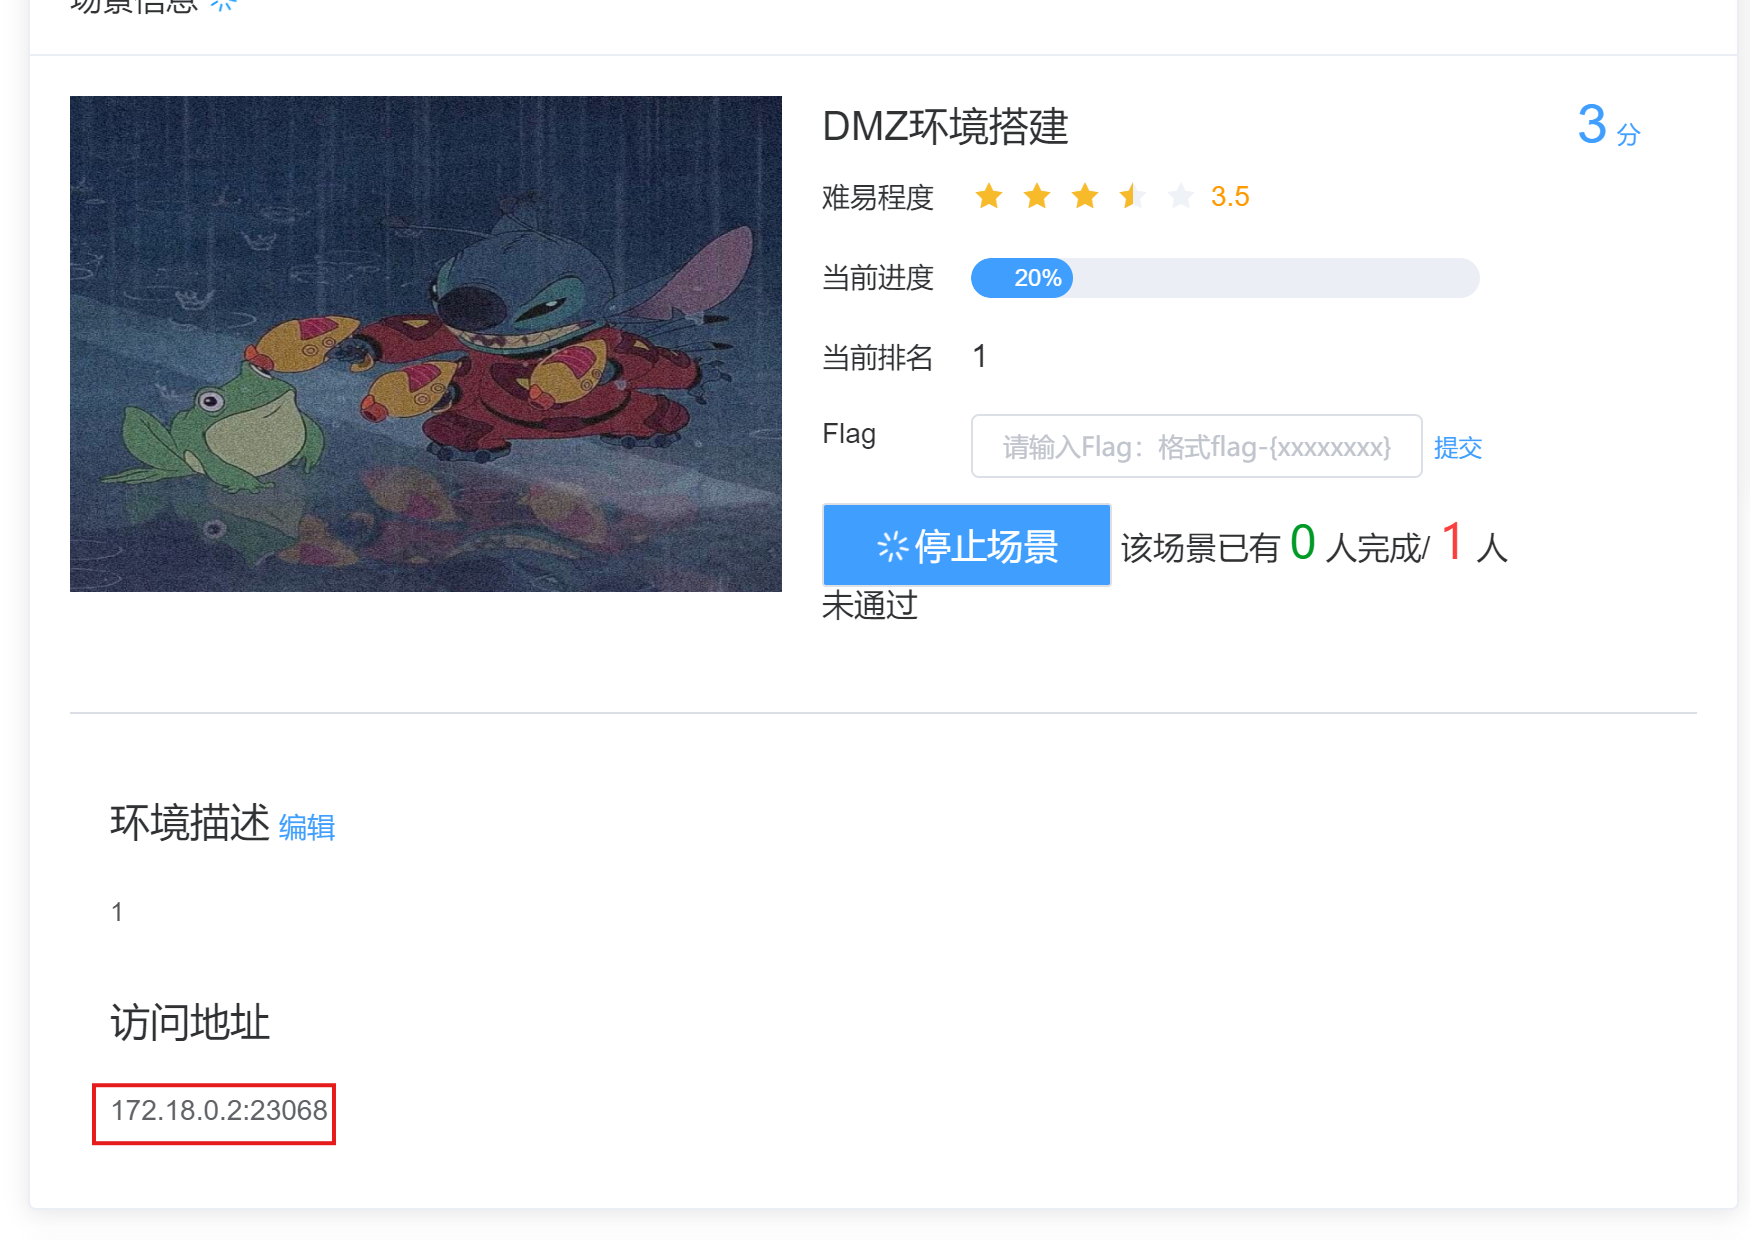 场景信息
DMZ环境搭建
3 分
难易程度 3.5
当前进度 20%
当前排名 1
Flag 请输入Flag：格式flag-{xxxxxxxx} 提交
停止场景 该场景已有 0 人完成/ 1 人
未通过
环境描述 编辑
1
访问地址
172.18.0.2:23068